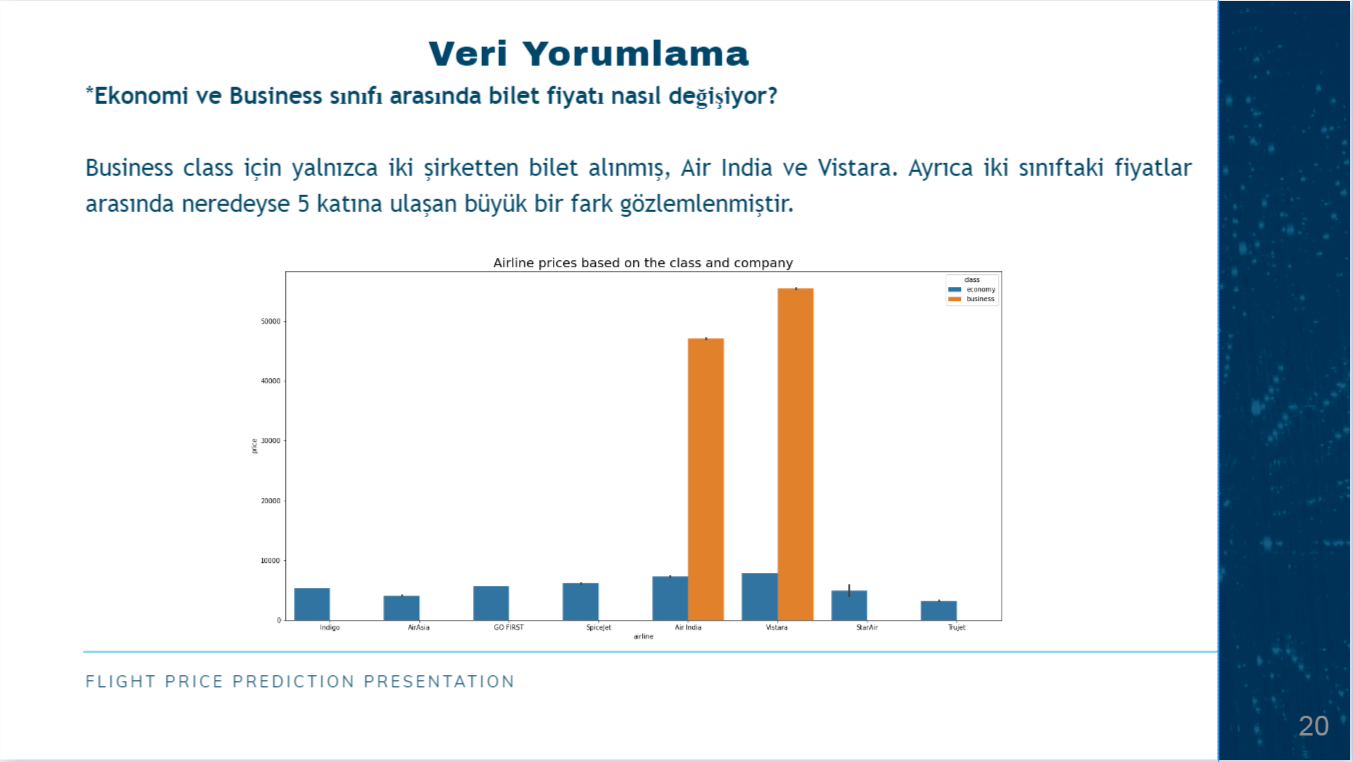 Veri Yorumlama
*Ekonomi ve Business sınıfı arasında bilet fiyatı nasıl değişiyor?
Business class için yalnızca iki şirketten bilet alınmış, Air India ve Vistara. Ayrıca iki sınıftaki fiyatlar
arasında neredeyse 5 katına ulaşan büyük bir fark gözlemlenmiştir.
Airline prices based on the class and company
class
economy
business
50000
40000
30000
20000
10000
0
price
Indigo AirAsia GO FIRST SpiceJet Air India Vistara StarAir Trujet
airline
FLIGHT PRICE PREDICTION PRESENTATION
20